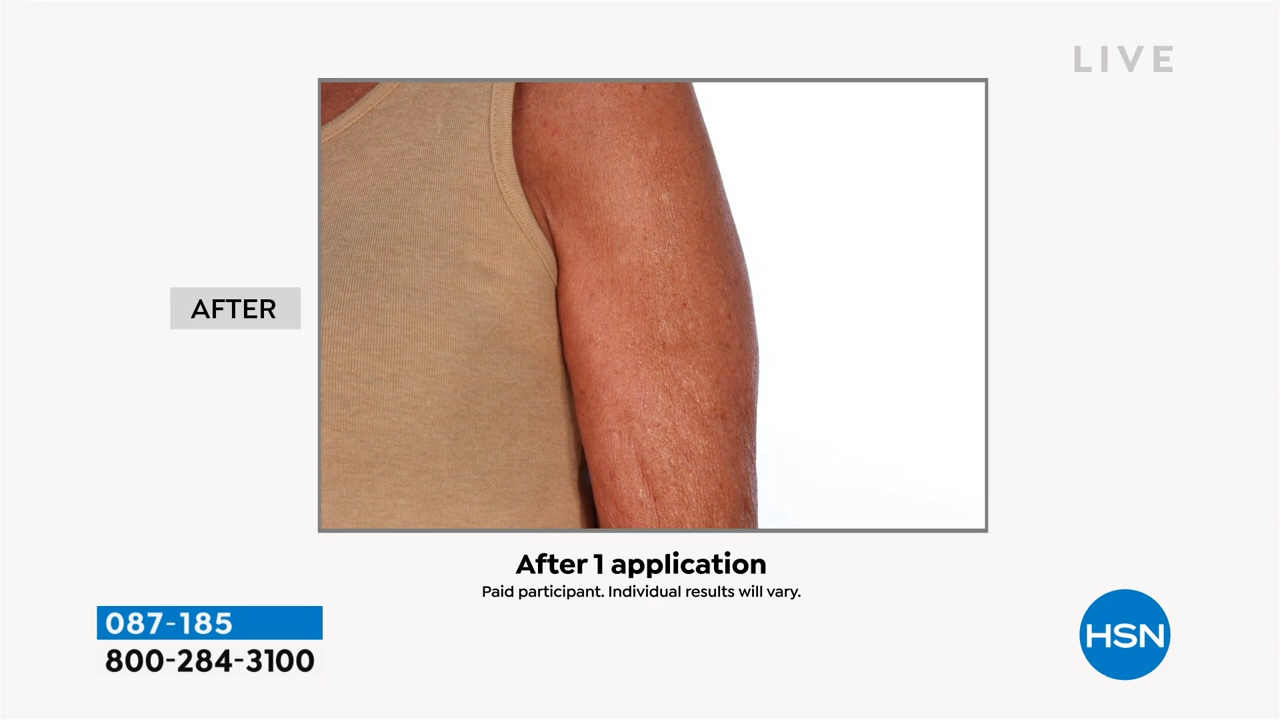 LIVE
AFTER
After 1 application
Paid participant. Individual results will vary.
087-185
800-284-3100
HSN